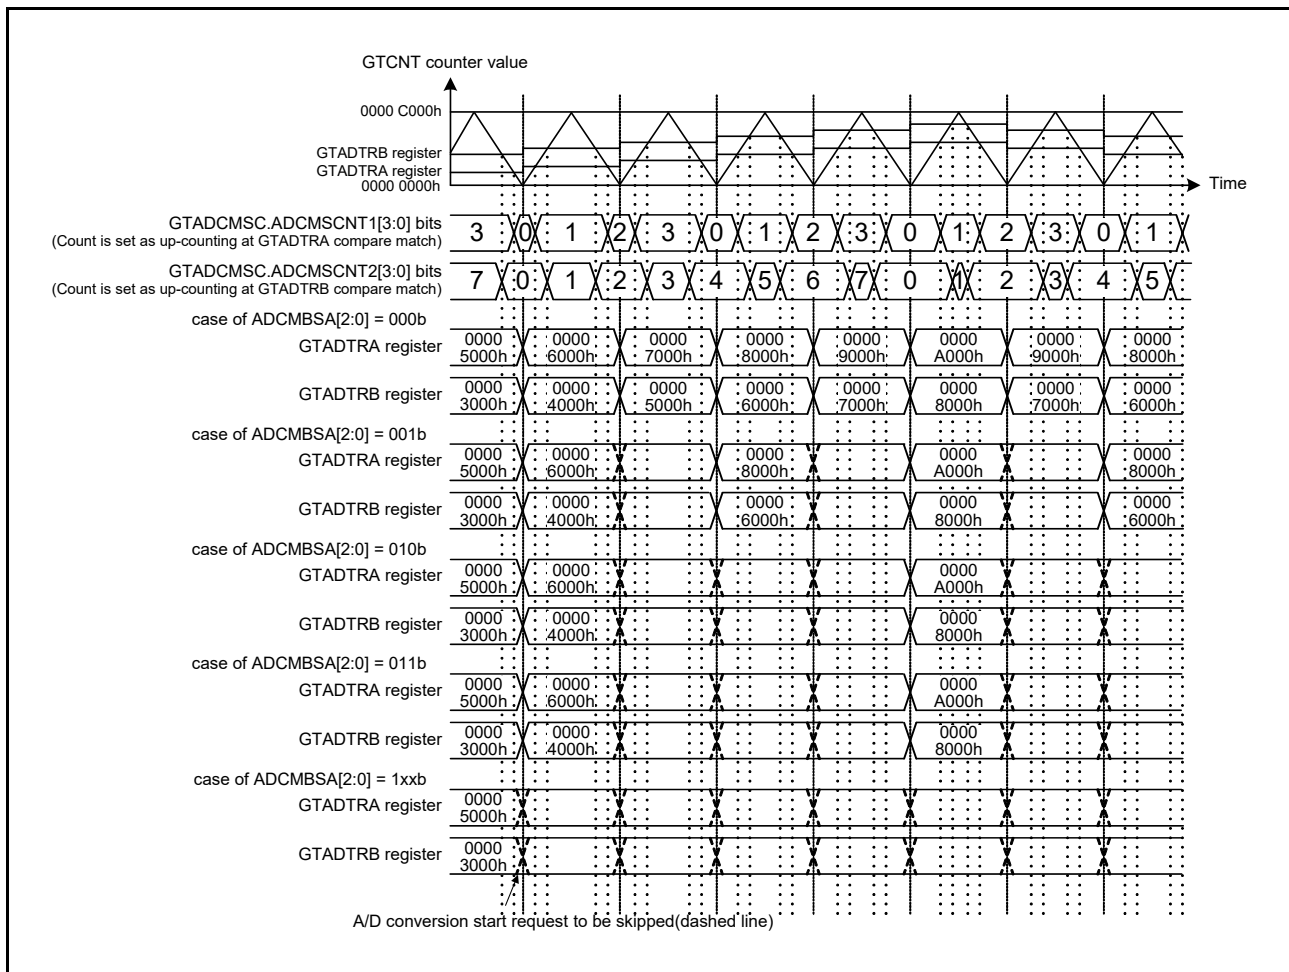 GTCNT counter value
0000 C000h
GTADTRB register
GTADTRA register
0000 0000h
Time
GTADCMSC.ADCMSCNT1[3:0] bits
(Count is set as up-counting at GTADTRA compare match)
3 0 1 2 3 0 1 2 3 0 1 2 3 0 1
GTADCMSC.ADCMSCNT2[3:0] bits
(Count is set as up-counting at GTADTRB compare match)
7 0 1 2 3 4 5 6 7 0 1 2 3 4 5
case of ADCMBSA[2:0] = 000b
GTADTRA register
0000 0000 0000 0000 0000 0000 0000 0000
5000h 6000h 7000h 8000h 9000h A000h 9000h 8000h
GTADTRB register
0000 0000 0000 0000 0000 0000 0000 0000
3000h 4000h 5000h 6000h 7000h 8000h 7000h 6000h
case of ADCMBSA[2:0] = 001b
GTADTRA register
0000 0000 0000 0000 0000
5000h 6000h 8000h A000h 8000h
GTADTRB register
0000 0000 0000 0000 0000
3000h 4000h 6000h 8000h 6000h
case of ADCMBSA[2:0] = 010b
GTADTRA register
0000 0000 0000
5000h 6000h A000h
GTADTRB register
0000 0000 0000
3000h 4000h 8000h
case of ADCMBSA[2:0] = 011b
GTADTRA register
0000 0000 0000
5000h 6000h A000h
GTADTRB register
0000 0000 0000
3000h 4000h 8000h
case of ADCMBSA[2:0] = 1xxb
GTADTRA register
0000
5000h
GTADTRB register
0000
3000h
A/D conversion start request to be skipped(dashed line)